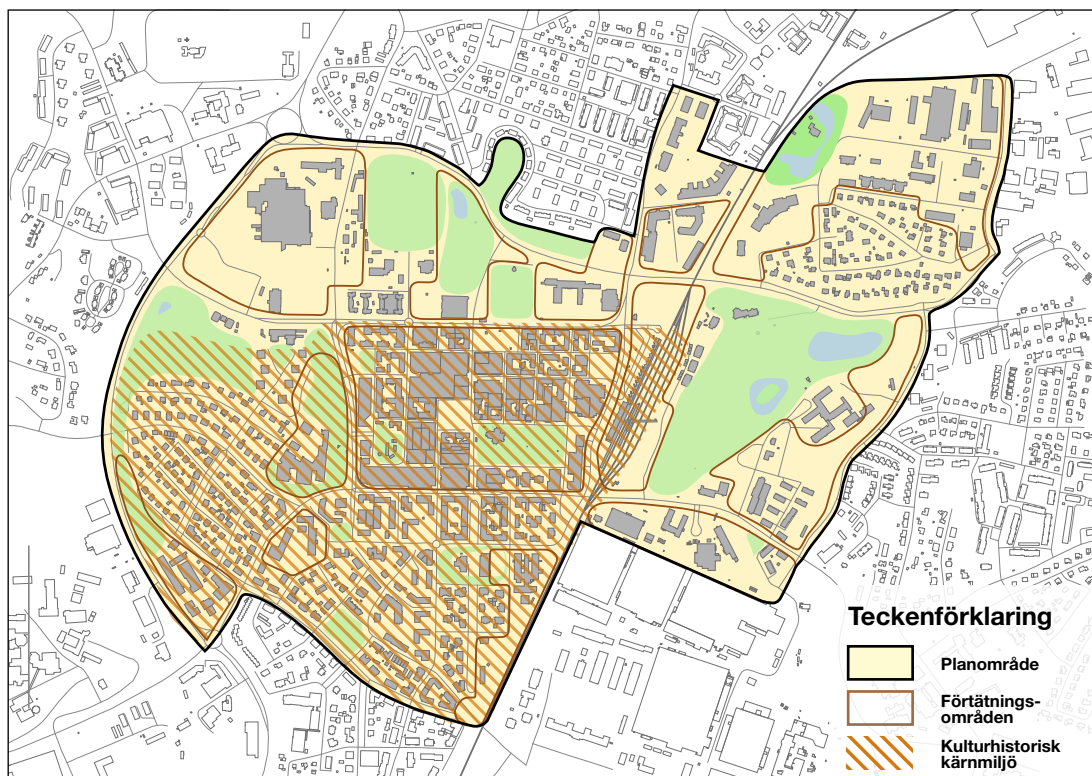 Teckenförklaring
Planområde
Förtätnings-
områden
Kulturhistorisk
kärnmiljö